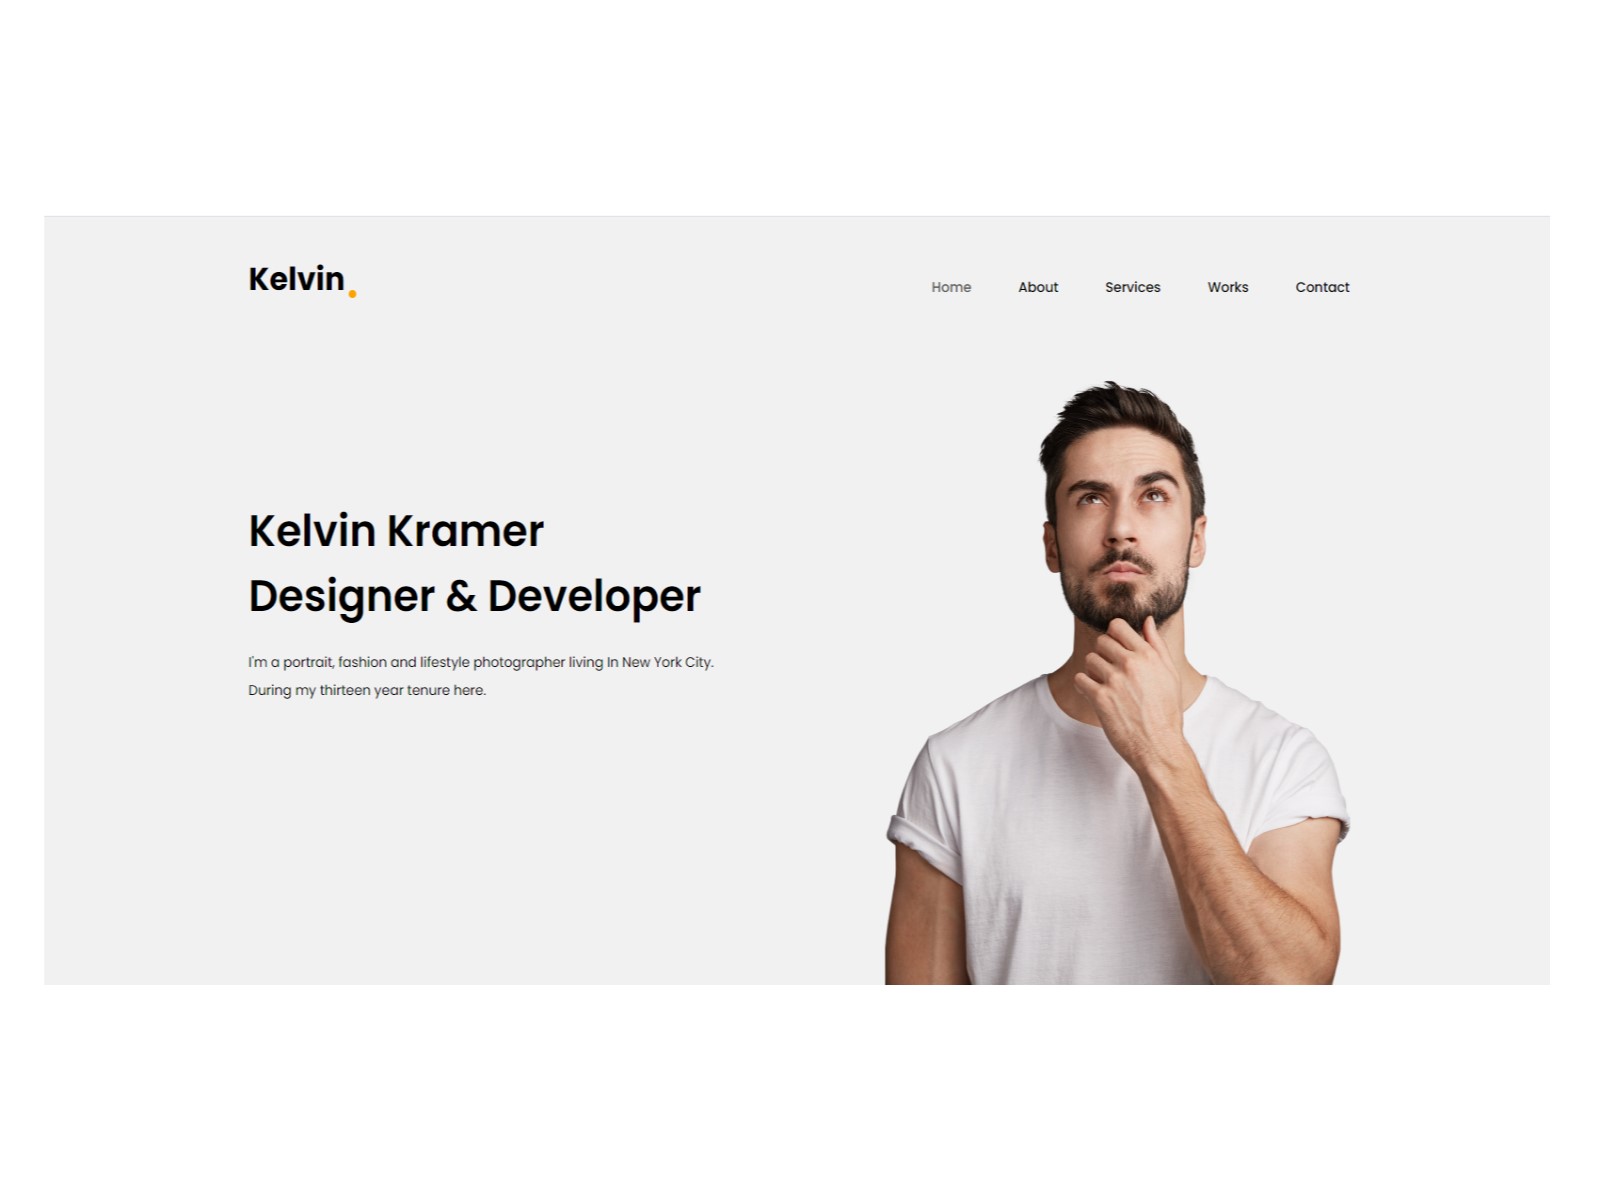 Kelvin.
Home About Services Works Contact
Kelvin Kramer
Designer & Developer
I'm a portrait, fashion and lifestyle photographer living In New York City.
During my thirteen year tenure here.